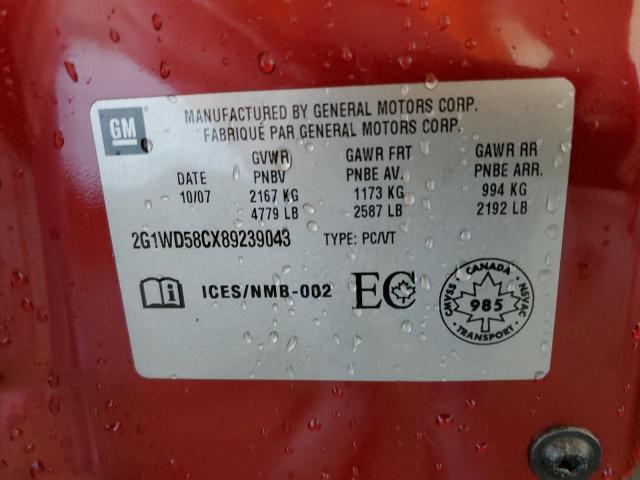 GM
MANUFACTURED BY GENERAL MOTORS CORP.
FABRIQUÉ PAR GENERAL MOTORS CORP.
GVWR GAWR FRT GAWR RR
DATE PNBV PNBE AV. PNBE ARR.
10/07 2167 KG 1173 KG 994 KG
4779 LB 2587 LB 2192 LB
2G1WD58CX89239043 TYPE: PC/VT
ICES/NMB-002 EC
CANADA
CMVSS 985 NSVAC
TRANSPORT